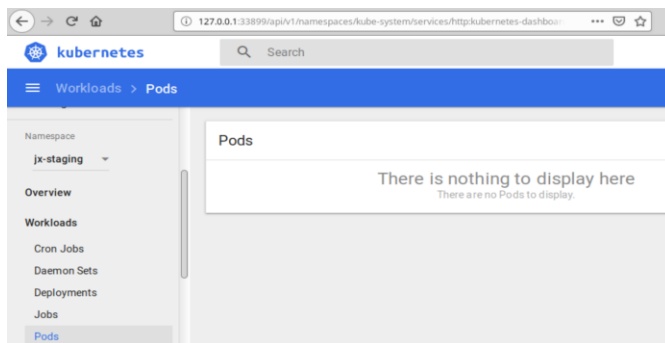 127.0.0.1:33899/api/v1/namespaces/kube-system/services/http:kubernetes-dashboar
kubernetes
Search
Workloads > Pods
Namespace
jx-staging
Overview
Workloads
Cron Jobs
Daemon Sets
Deployments
Jobs
Pods
Pods
There is nothing to display here
There are no Pods to display.